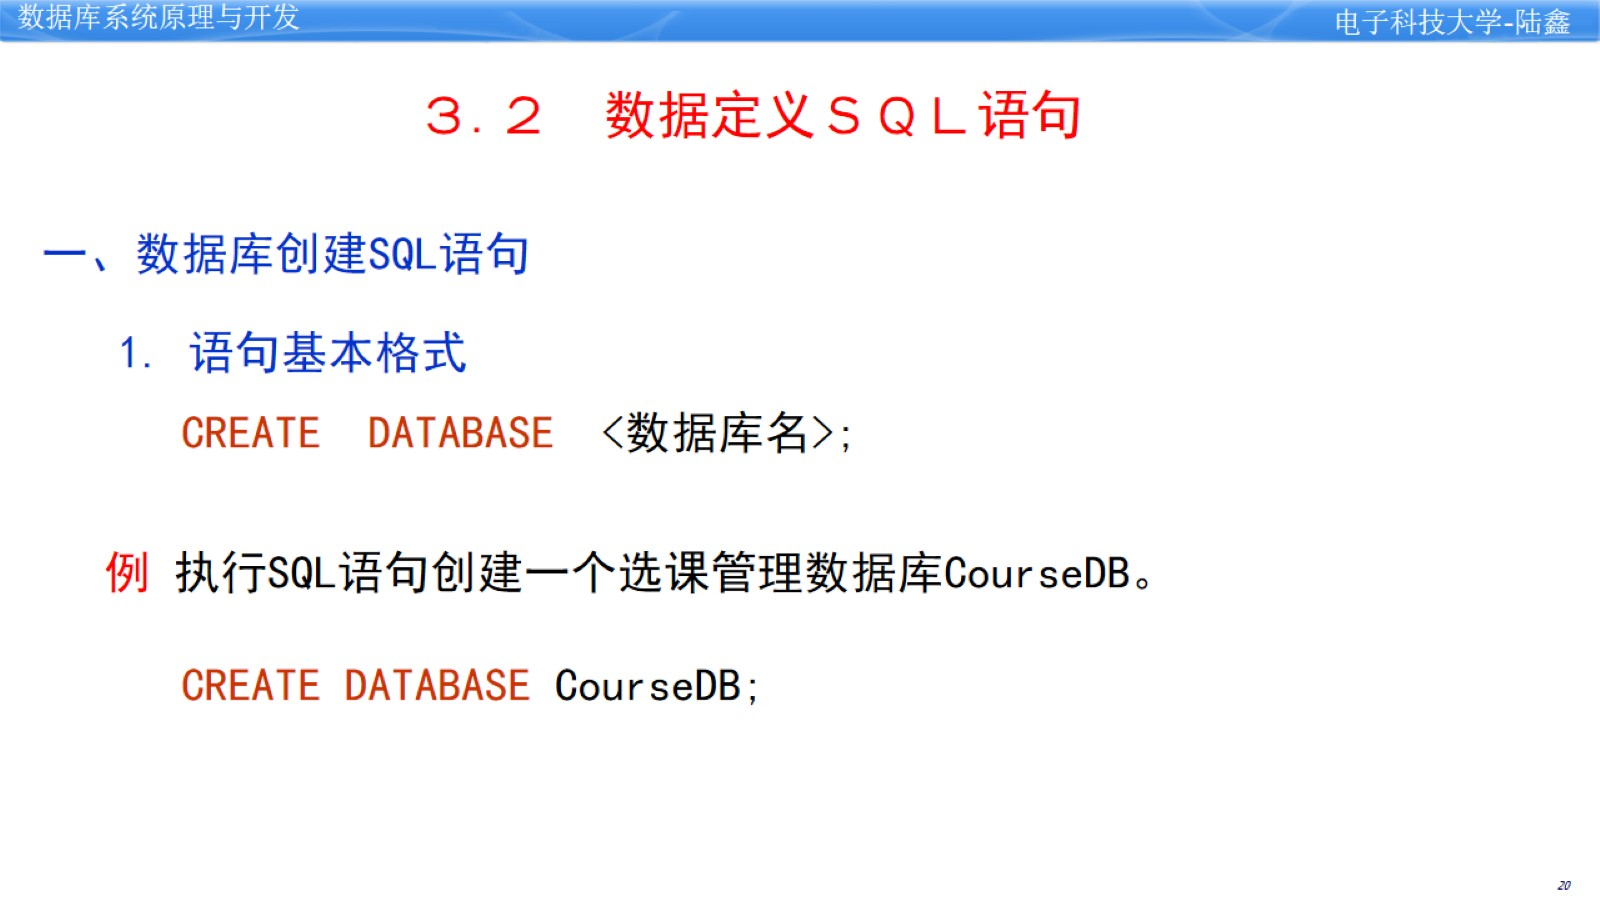 数据库系统原理与开发
电子科技大学-陆鑫
3.2 数据定义SQL语句
一、数据库创建SQL语句
1. 语句基本格式
CREATE DATABASE <数据库名>;
例 执行SQL语句创建一个选课管理数据库CourseDB。
CREATE DATABASE CourseDB;
20